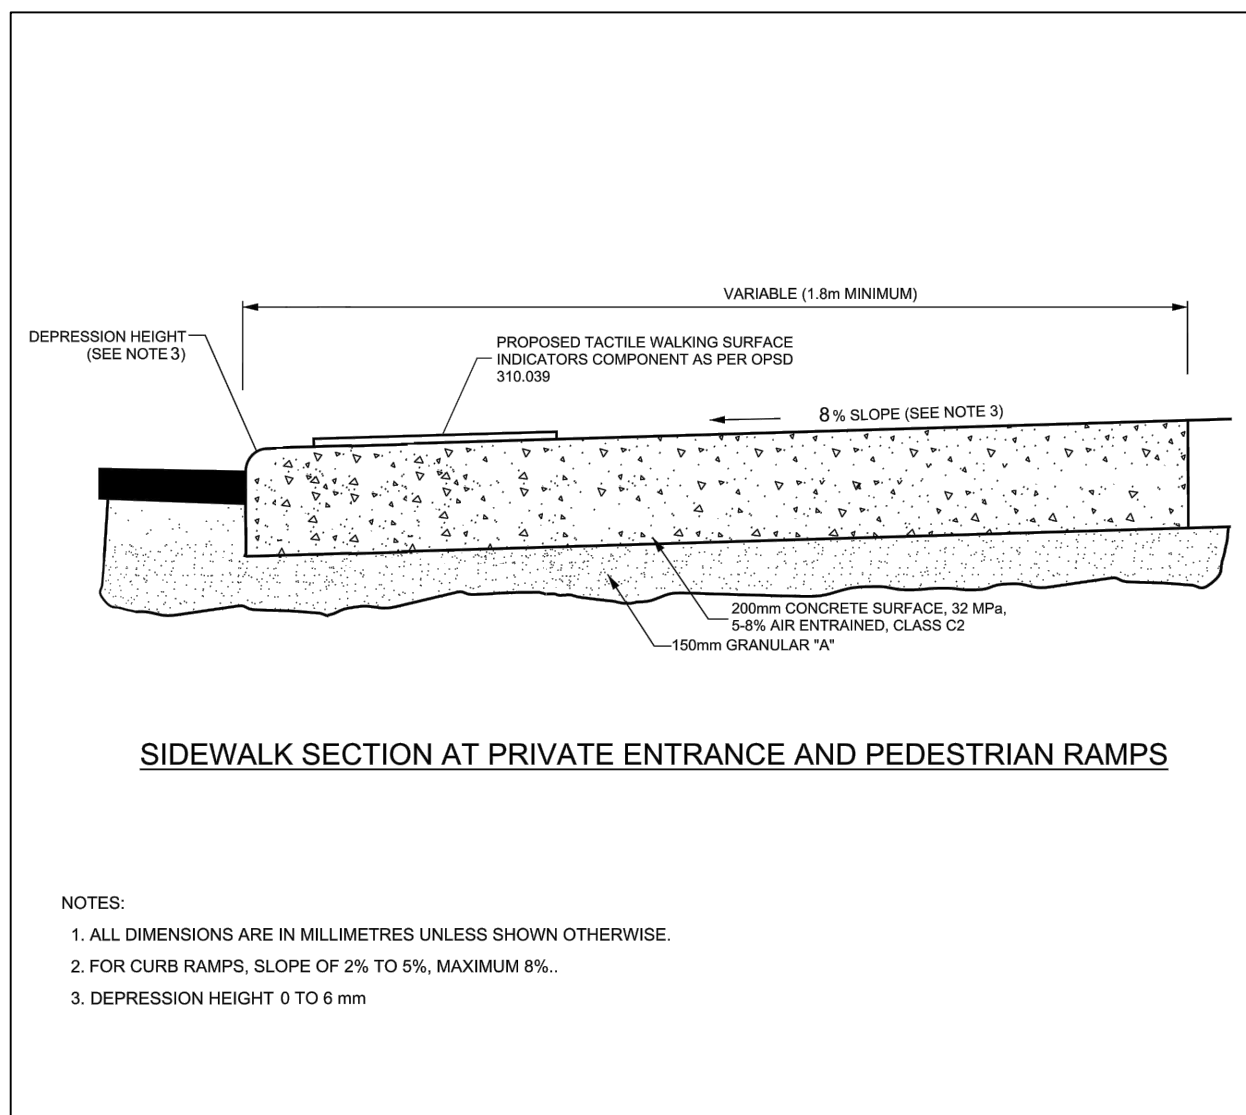 VARIABLE (1.8m MINIMUM)
DEPRESSION HEIGHT
(SEE NOTE 3)
PROPOSED TACTILE WALKING SURFACE
INDICATORS COMPONENT AS PER OPSD
310.039
8% SLOPE (SEE NOTE 3)
200mm CONCRETE SURFACE, 32 MPa,
5-8% AIR ENTRAINED, CLASS C2
150mm GRANULAR "A"
SIDEWALK SECTION AT PRIVATE ENTRANCE AND PEDESTRIAN RAMPS
NOTES:
1. ALL DIMENSIONS ARE IN MILLIMETRES UNLESS SHOWN OTHERWISE.
2. FOR CURB RAMPS, SLOPE OF 2% TO 5%, MAXIMUM 8%..
3. DEPRESSION HEIGHT 0 TO 6 mm